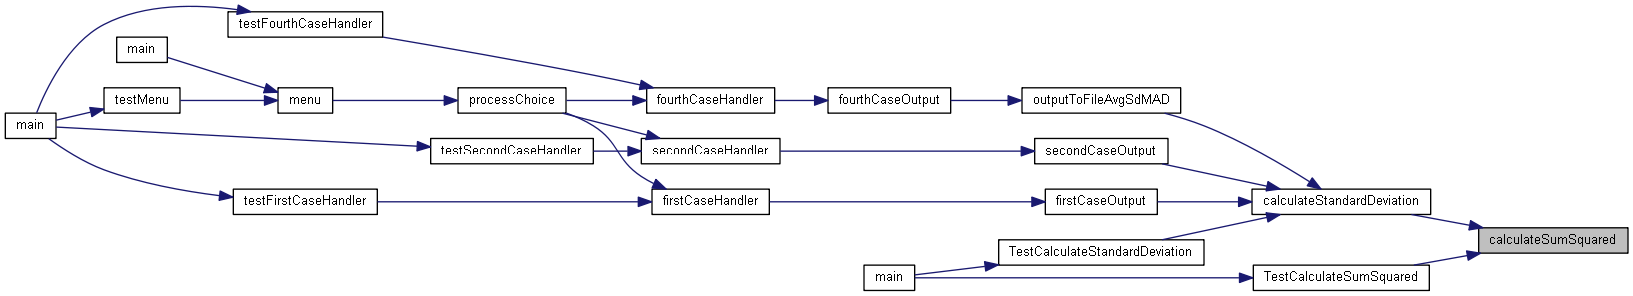 testFourthCaseHandler
main
testMenu
menu
processChoice
fourthCaseHandler
fourthCaseOutput
outputToFileAvgSdMAD
main
testSecondCaseHandler
secondCaseHandler
secondCaseOutput
testFirstCaseHandler
firstCaseHandler
firstCaseOutput
calculateStandardDeviation
calculateSumSquared
TestCalculateStandardDeviation
main
TestCalculateSumSquared